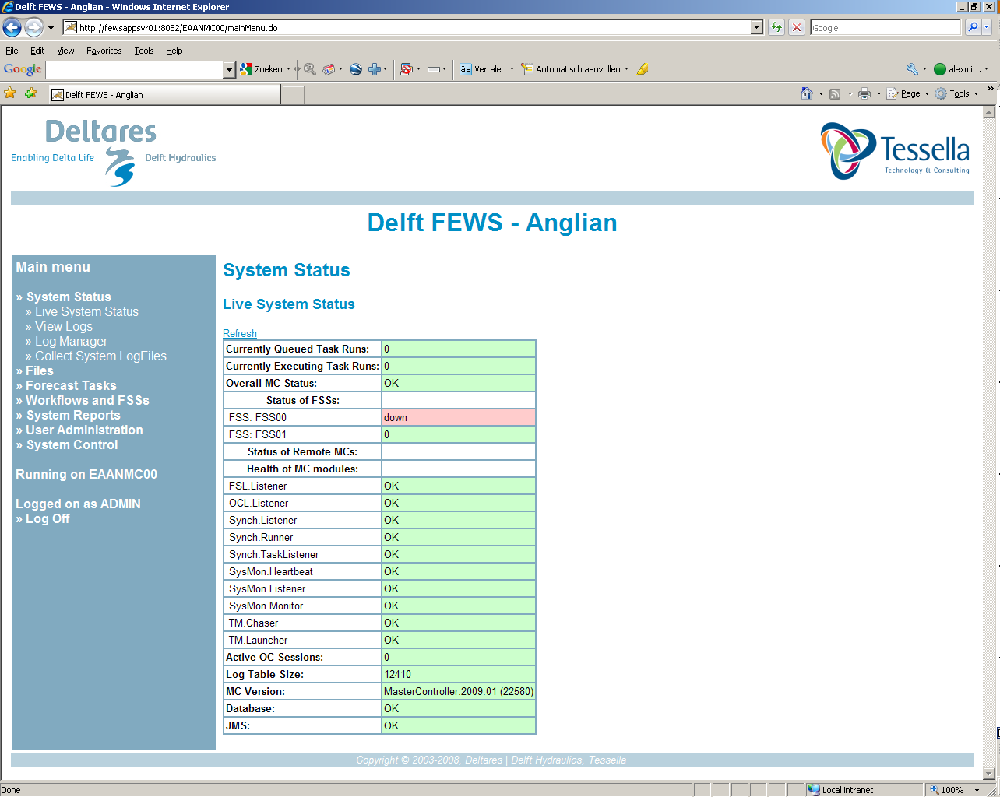 Delft FEWS - Anglian - Windows Internet Explorer
http://fewsappsvr01:8082/EAANMC00/mainMenu.do
Google
File Edit View Favorites Tools Help
Google Zoeken Vertalen Automatisch aanvullen alexmi...
Delft FEWS - Anglian
Page Tools
Deltares
Enabling Delta Life
Delft Hydraulics
Tessella
Technology & Consulting
Delft FEWS - Anglian
Main menu
» System Status
» Live System Status
» View Logs
» Log Manager
» Collect System LogFiles
» Files
» Forecast Tasks
» Workflows and FSSs
» System Reports
» User Administration
» System Control
Running on EAANMC00
Logged on as ADMIN
» Log Off
System Status
Live System Status
Refresh
Currently Queued Task Runs: 0
Currently Executing Task Runs: 0
Overall MC Status: OK
Status of FSSs:
FSS: FSS00 down
FSS: FSS01 0
Status of Remote MCs:
Health of MC modules:
FSL.Listener OK
OCL.Listener OK
Synch.Listener OK
Synch.Runner OK
Synch.TaskListener OK
SysMon.Heartbeat OK
SysMon.Listener OK
SysMon.Monitor OK
TM.Chaser OK
TM.Launcher OK
Active OC Sessions: 0
Log Table Size: 12410
MC Version: MasterController:2009.01 (22580)
Database: OK
JMS: OK
Copyright © 2003-2008, Deltares | Delft Hydraulics, Tessella
Done
Local intranet
100%